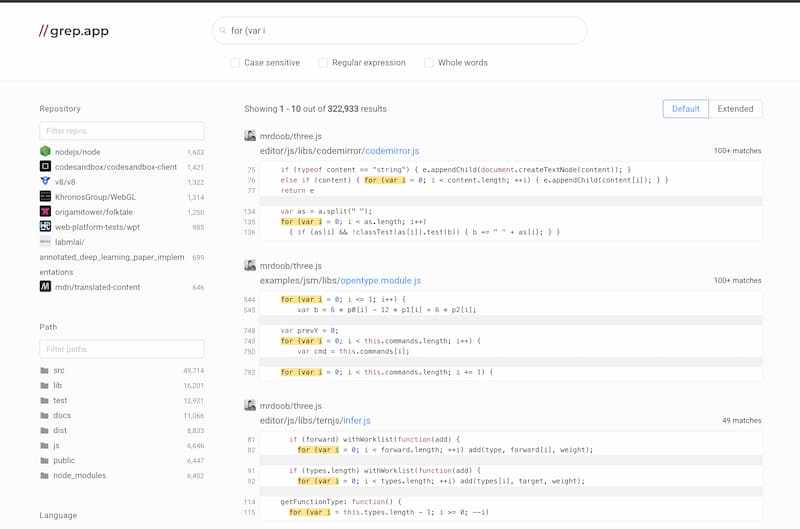 //grep.app
for (var i
Case sensitive
Regular expression
Whole words
Repository
Filter repos
nodejs/node 1,603
codesandbox/codesandbox-client 1,421
v8/v8 1,322
KhronosGroup/WebGL 1,314
origamitower/folktale 1,250
web-platform-tests/wpt 985
labmlai/
annotated_deep_learning_paper_implem 699
entations
mdn/translated-content 646
Path
Filter paths
src 49,714
lib 16,201
test 12,921
docs 11,066
dist 8,833
js 6,646
public 6,447
node_modules 6,402
Language
Showing 1 - 10 out of 322,933 results
Default
Extended
mrdoob/three.js
editor/js/libs/codemirror/codemirror.js 100+ matches
75 if (typeof content == "string") { e.appendChild(document.createTextNode(content)); }
76 else if (content) { for (var i = 0; i < content.length; ++i) { e.appendChild(content[i]); } }
77 return e
134 var as = a.split(" ");
135 for (var i = 0; i < as.length; i++)
136 { if (as[i] && !classTest(as[i]).test(b)) { b += " " + as[i]; } }
mrdoob/three.js
examples/jsm/libs/opentype.module.js 100+ matches
544 for (var i = 0; i <= 1; i++) {
545 var b = 6 * p0[i] - 12 * p1[i] + 6 * p2[i];
748 var prevY = 0;
749 for (var i = 0; i < this.commands.length; i++) {
750 var cmd = this.commands[i];
792 for (var i = 0; i < this.commands.length; i += 1) {
mrdoob/three.js
editor/js/libs/ternjs/infer.js 49 matches
81 if (forward) withWorklist(function(add) {
82 for (var i = 0; i < forward.length; ++i) add(type, forward[i], weight);
91 if (types.length) withWorklist(function(add) {
92 for (var i = 0; i < types.length; ++i) add(types[i], target, weight);
114 getFunctionType: function() {
115 for (var i = this.types.length - 1; i >= 0; --i)